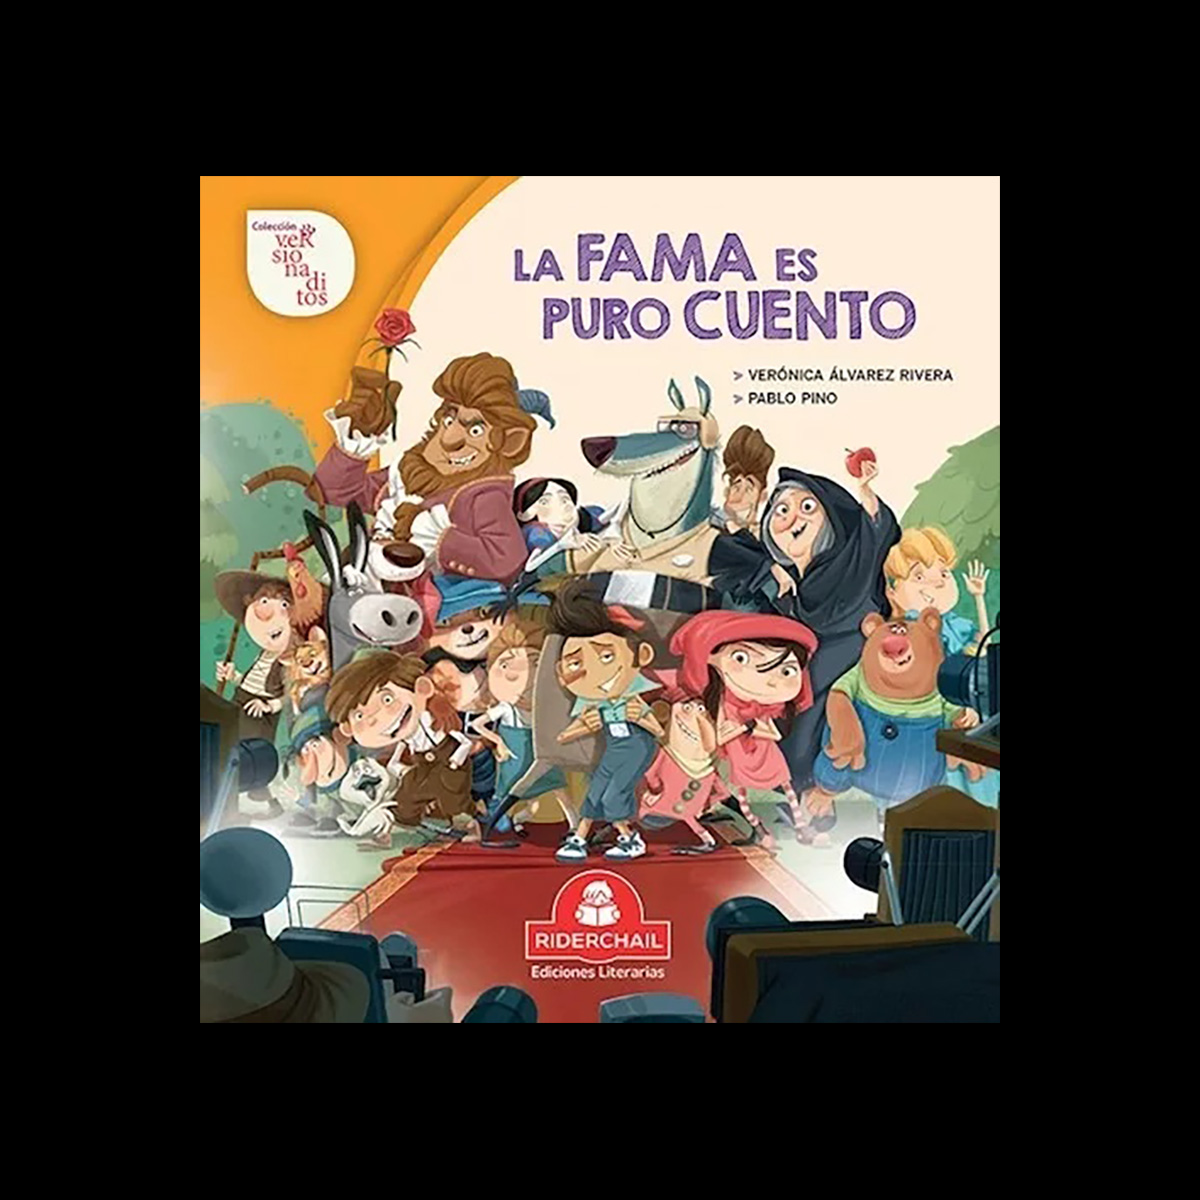 Colección
veR
sio
na
di
tos
LA FAMA ES
PURO CUENTO
> VERÓNICA ÁLVAREZ RIVERA
> PABLO PINO
RIDERCHAIL
Ediciones Literarias